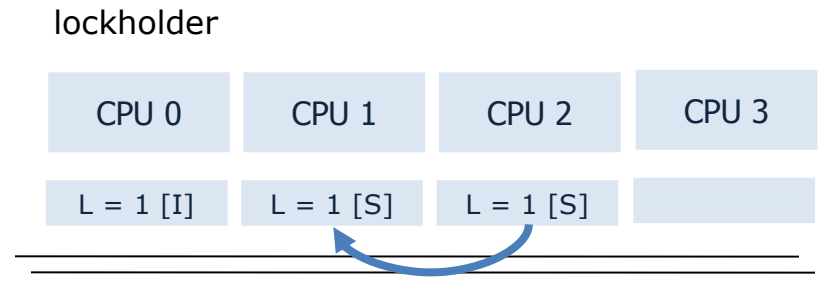 lockholder
CPU 0 CPU 1 CPU 2 CPU 3
L = 1 [I] L = 1 [S] L = 1 [S]